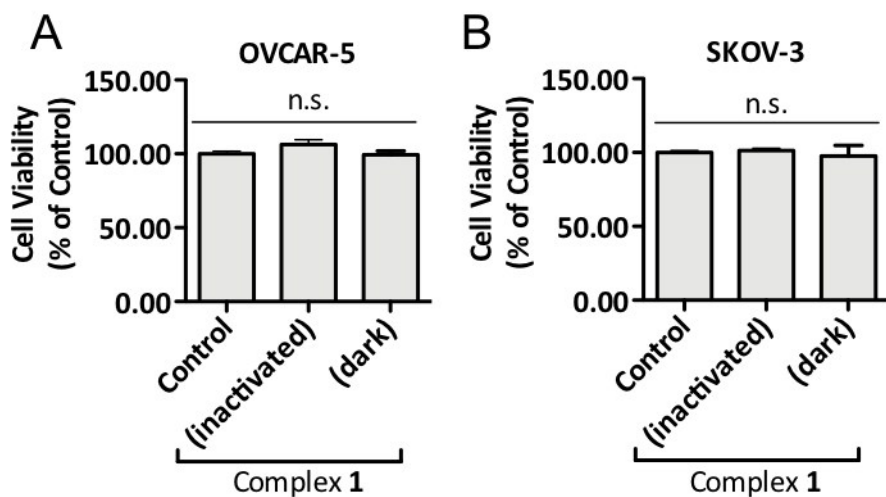 A
OVCAR-5
Cell Viability
(% of Control)
150.00
100.00
50.00
0.00
n.s.
Control
(inactivated)
(dark)
Complex 1
B
SKOV-3
Cell Viability
(% of Control)
150.00
100.00
50.00
0.00
n.s.
Control
(inactivated)
(dark)
Complex 1